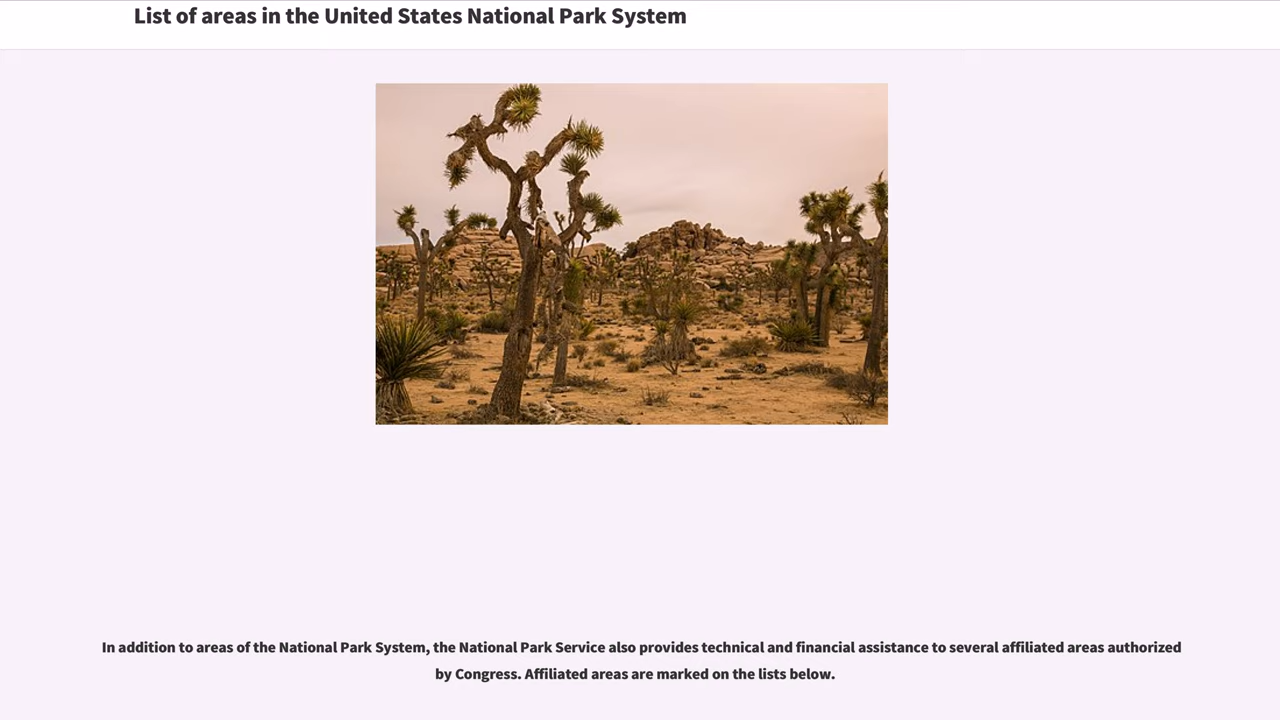 List of areas in the United States National Park System
In addition to areas of the National Park System, the National Park Service also provides technical and financial assistance to several affiliated areas authorized
by Congress. Affiliated areas are marked on the lists below.